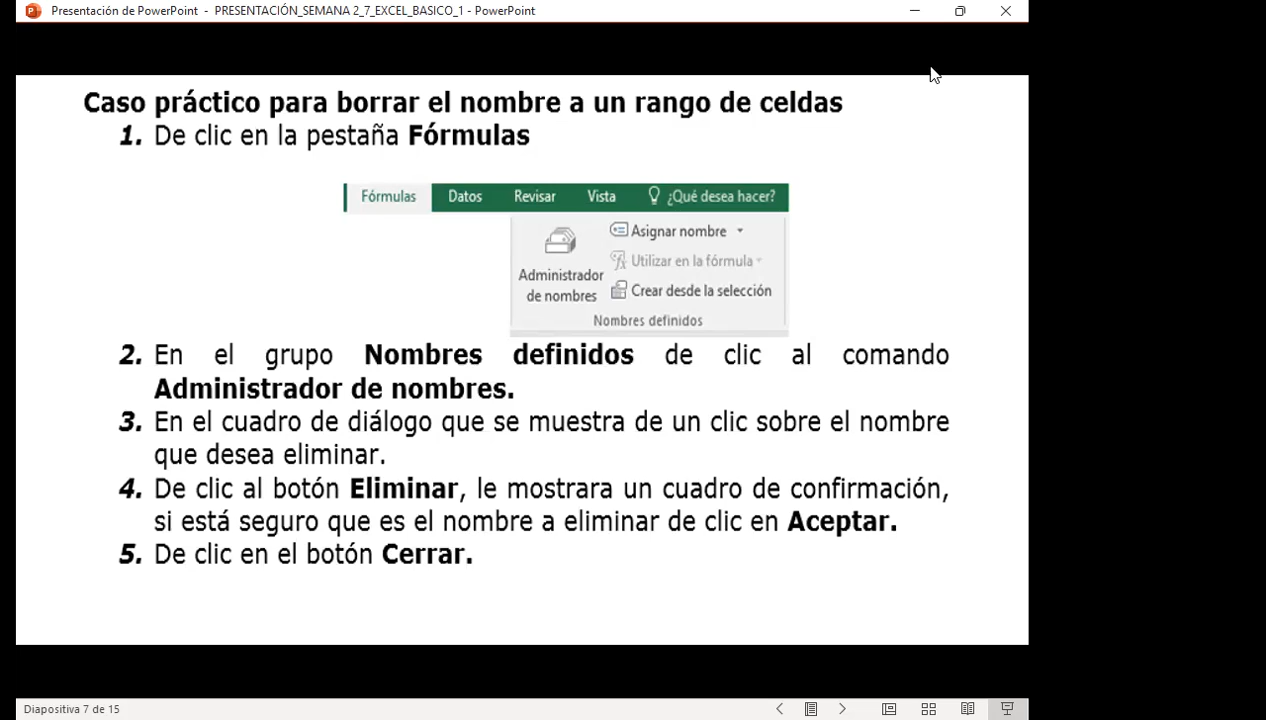 Presentación de PowerPoint - PRESENTACIÓN_SEMANA 2_7_EXCEL_BASICO_1 - PowerPoint
Caso práctico para borrar el nombre a un rango de celdas
1. De clic en la pestaña Fórmulas
Fórmulas Datos Revisar Vista ¿Qué desea hacer?
Administrador de nombres
Asignar nombre
Utilizar en la fórmula
Crear desde la selección
Nombres definidos
2. En el grupo Nombres definidos de clic al comando
Administrador de nombres.
3. En el cuadro de diálogo que se muestra de un clic sobre el nombre
que desea eliminar.
4. De clic al botón Eliminar, le mostrara un cuadro de confirmación,
si está seguro que es el nombre a eliminar de clic en Aceptar.
5. De clic en el botón Cerrar.
Diapositiva 7 de 15